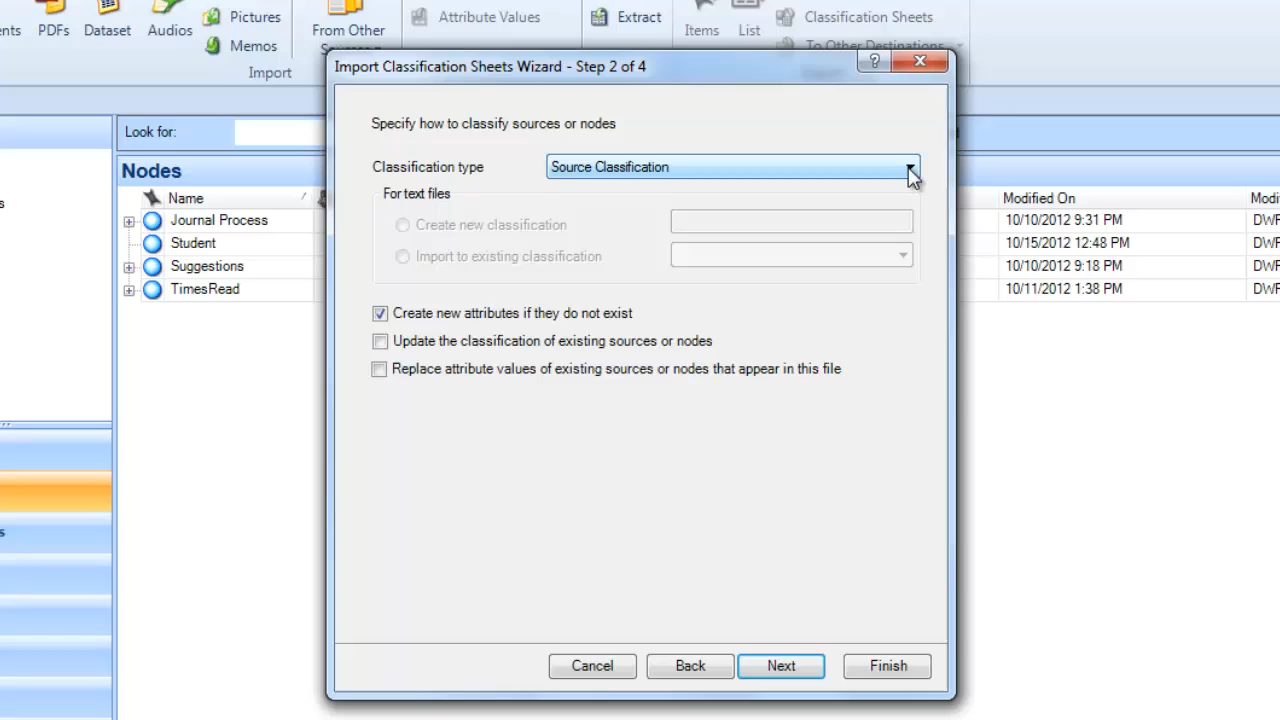 Pictures
Attribute Values
Extract
Classification Sheets
PDFs
Dataset
Audios
Memos
From Other
Items
List
To Other Destinations
Import
Import Classification Sheets Wizard - Step 2 of 4
Look for:
Specify how to classify sources or nodes
Nodes
Classification type
Source Classification
For text files
Name
Modified On
Journal Process
Create new classification
10/10/2012 9:31 PM
Student
10/15/2012 12:48 PM
Suggestions
Import to existing classification
10/10/2012 9:18 PM
TimesRead
10/11/2012 1:38 PM
Create new attributes if they do not exist
Update the classification of existing sources or nodes
Replace attribute values of existing sources or nodes that appear in this file
Cancel
Back
Next
Finish